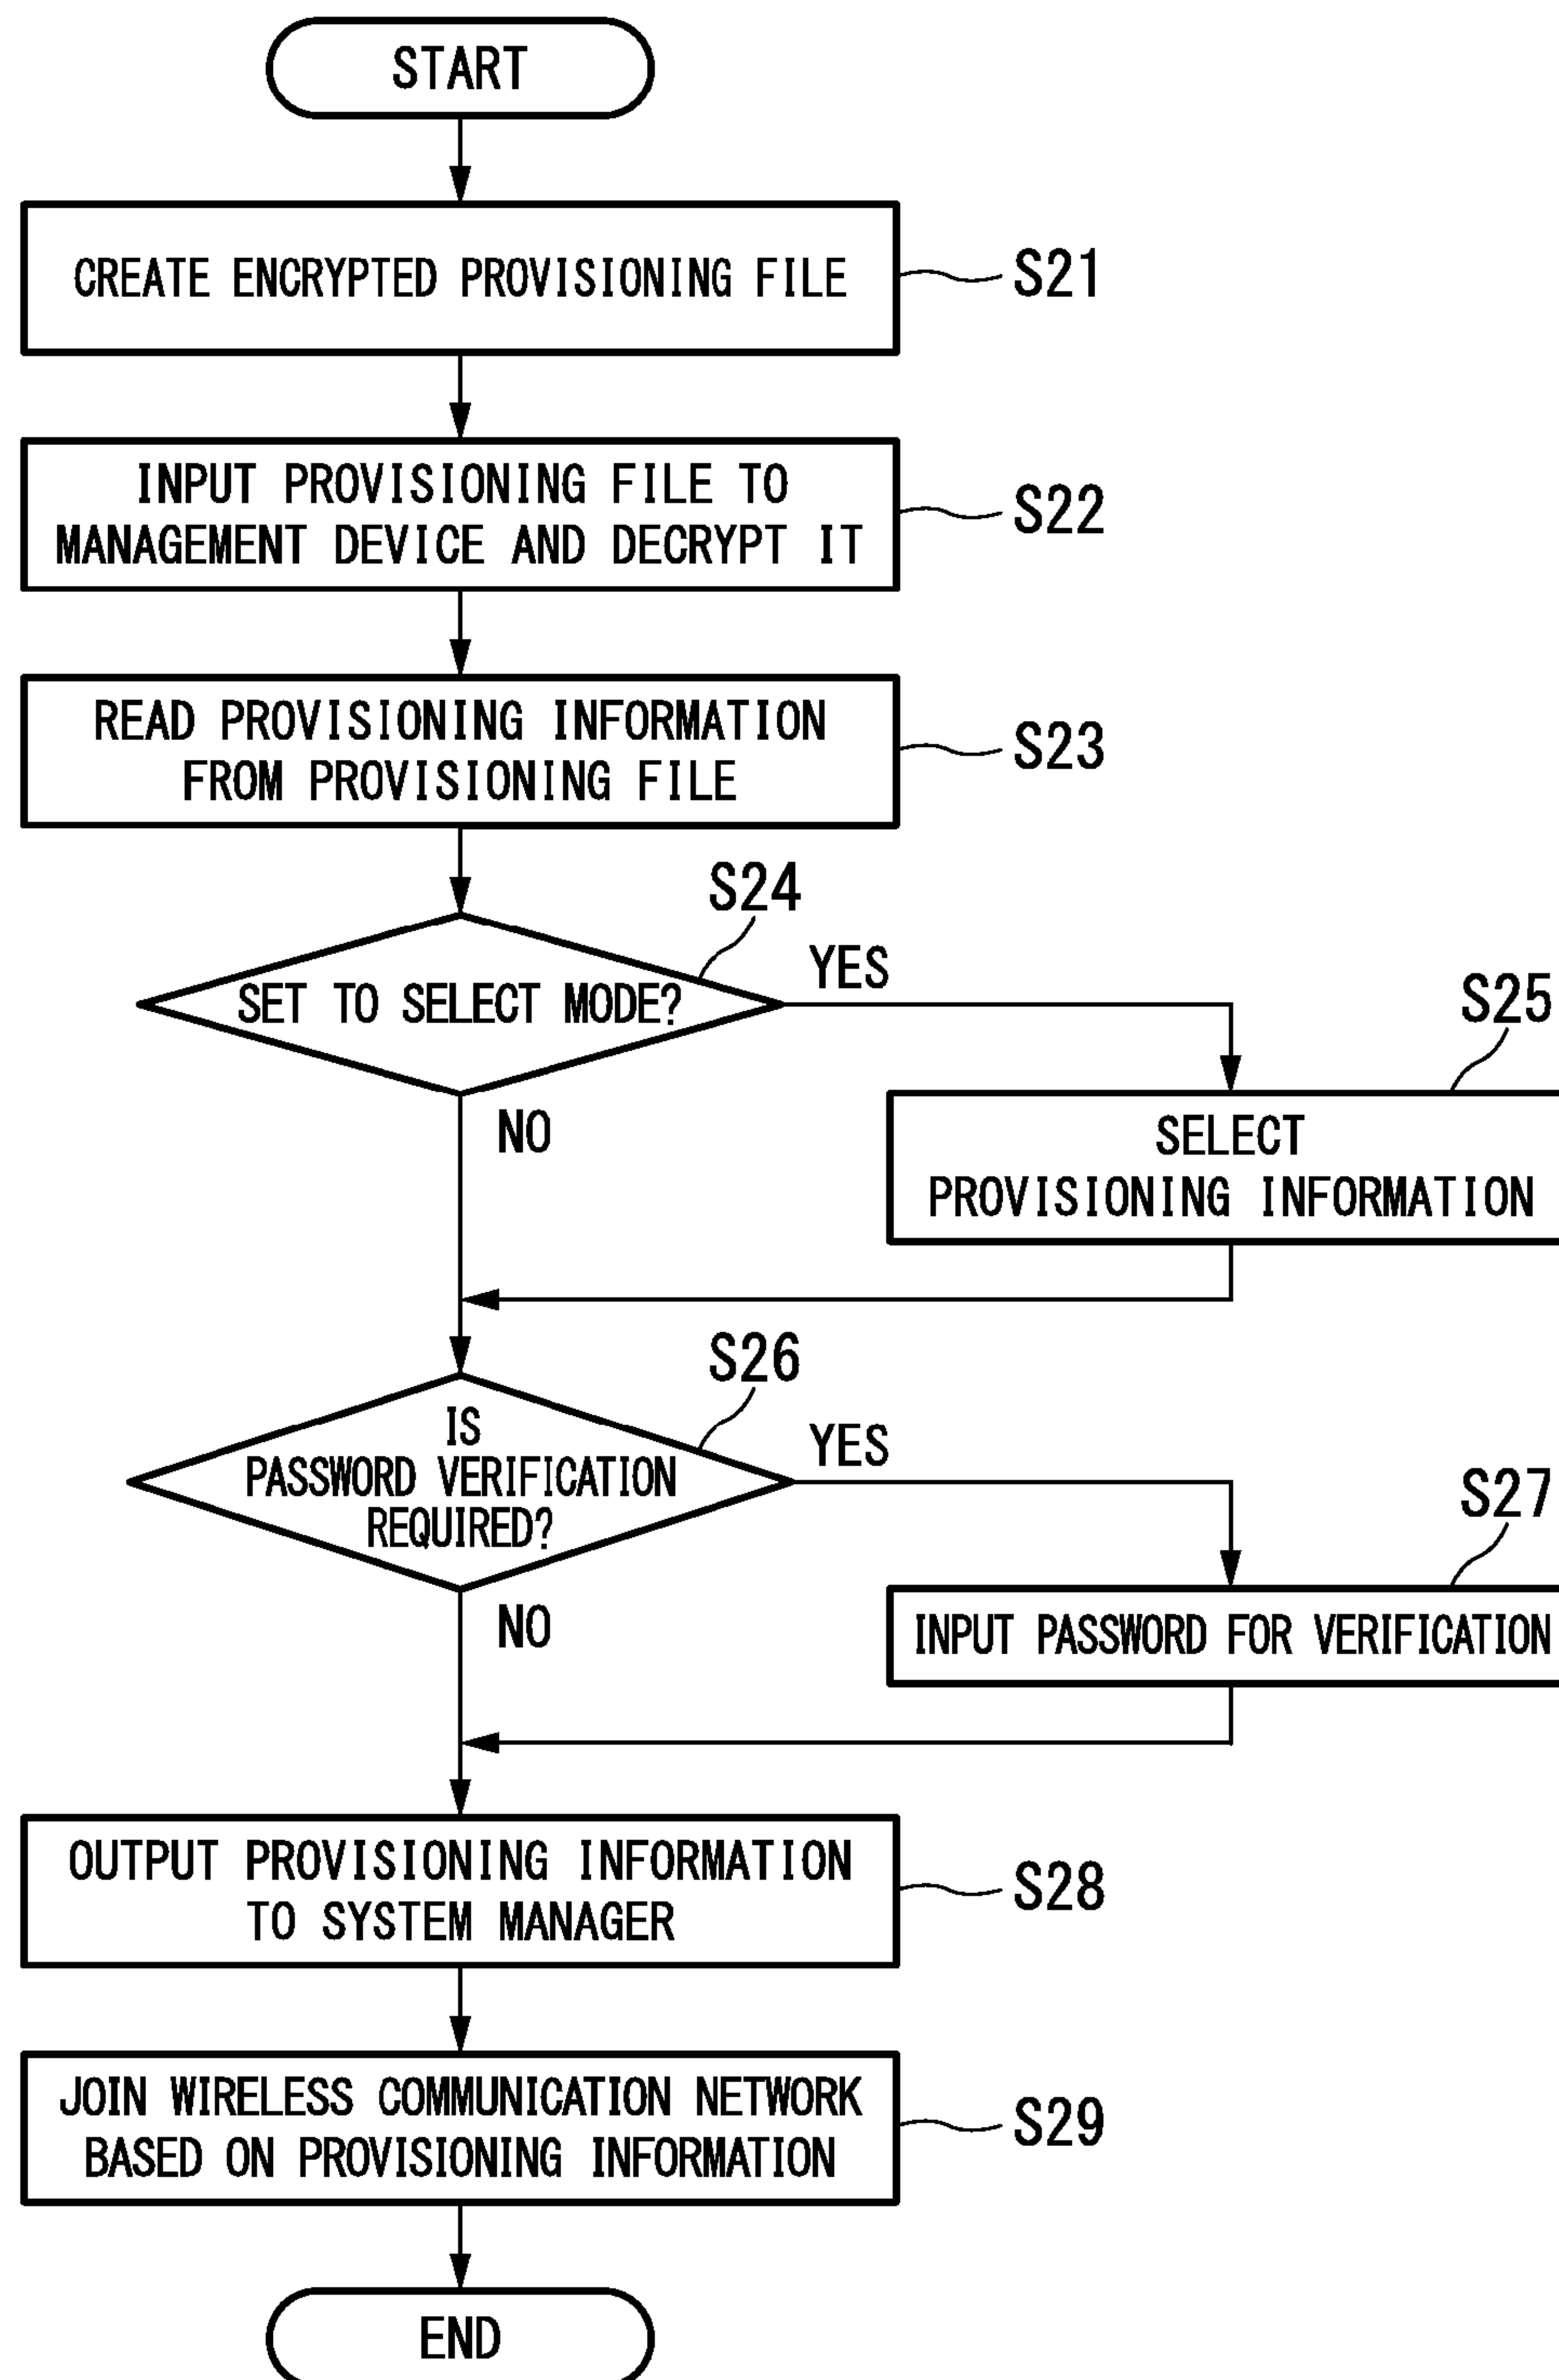 START
CREATE ENCRYPTED PROVISIONING FILE
S21
INPUT PROVISIONING FILE TO
MANAGEMENT DEVICE AND DECRYPT IT
S22
READ PROVISIONING INFORMATION
FROM PROVISIONING FILE
S23
S24
SET TO SELECT MODE?
YES
NO
S25
SELECT
PROVISIONING INFORMATION
S26
IS
PASSWORD VERIFICATION
REQUIRED?
YES
NO
S27
INPUT PASSWORD FOR VERIFICATION
OUTPUT PROVISIONING INFORMATION
TO SYSTEM MANAGER
S28
JOIN WIRELESS COMMUNICATION NETWORK
BASED ON PROVISIONING INFORMATION
S29
END